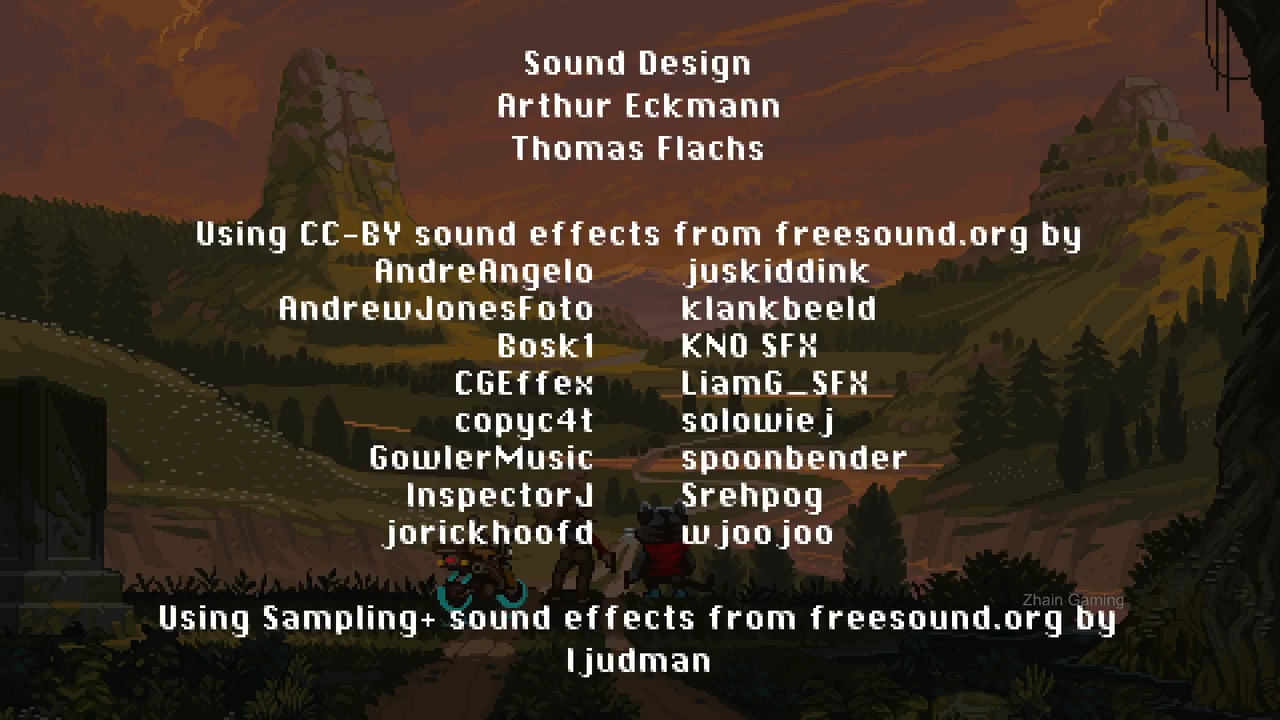 Sound Design
Arthur Eckmann
Thomas Flachs
Using CC-BY sound effects from freesound.org by
AndreAngelo juskiddink
AndrewJonesFoto klankbeeld
Bosk1 KNO SFX
CGEffex LiamG_SFX
copyc4t solowiej
GowlerMusic spoonbender
InspectorJ Srehpog
jorickhoofd wjoojoo
Zhain Gaming
Using Sampling+ sound effects from freesound.org by
ljudman